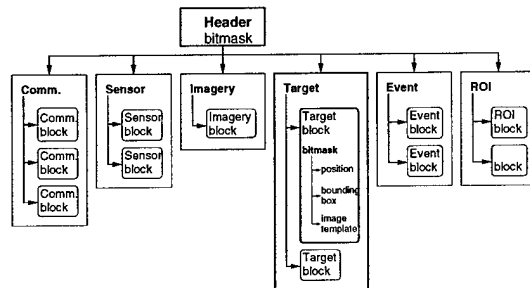 Header
bitmask
Comm.
Comm.
block
Comm.
block
Comm.
block
Sensor
Sensor
block
Sensor
block
Imagery
Imagery
block
Target
Target
block
bitmask
position
bounding
box
image
template
Target
block
Event
Event
block
Event
block
ROI
ROI
block
block